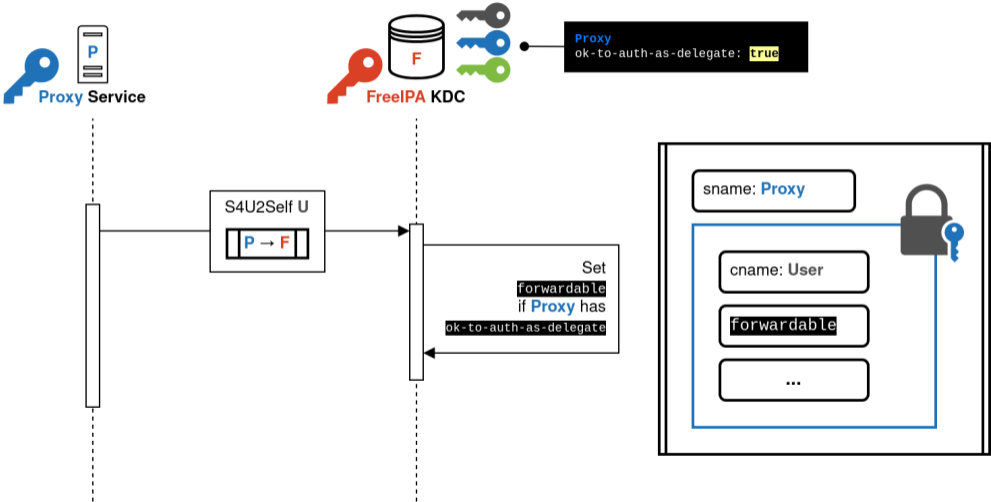 P
Proxy Service
F
FreeIPA KDC
Proxy
ok-to-auth-as-delegate: true
S4U2Self U
P → F
Set
forwardable
if Proxy has
ok-to-auth-as-delegate
sname: Proxy
cname: User
forwardable
...